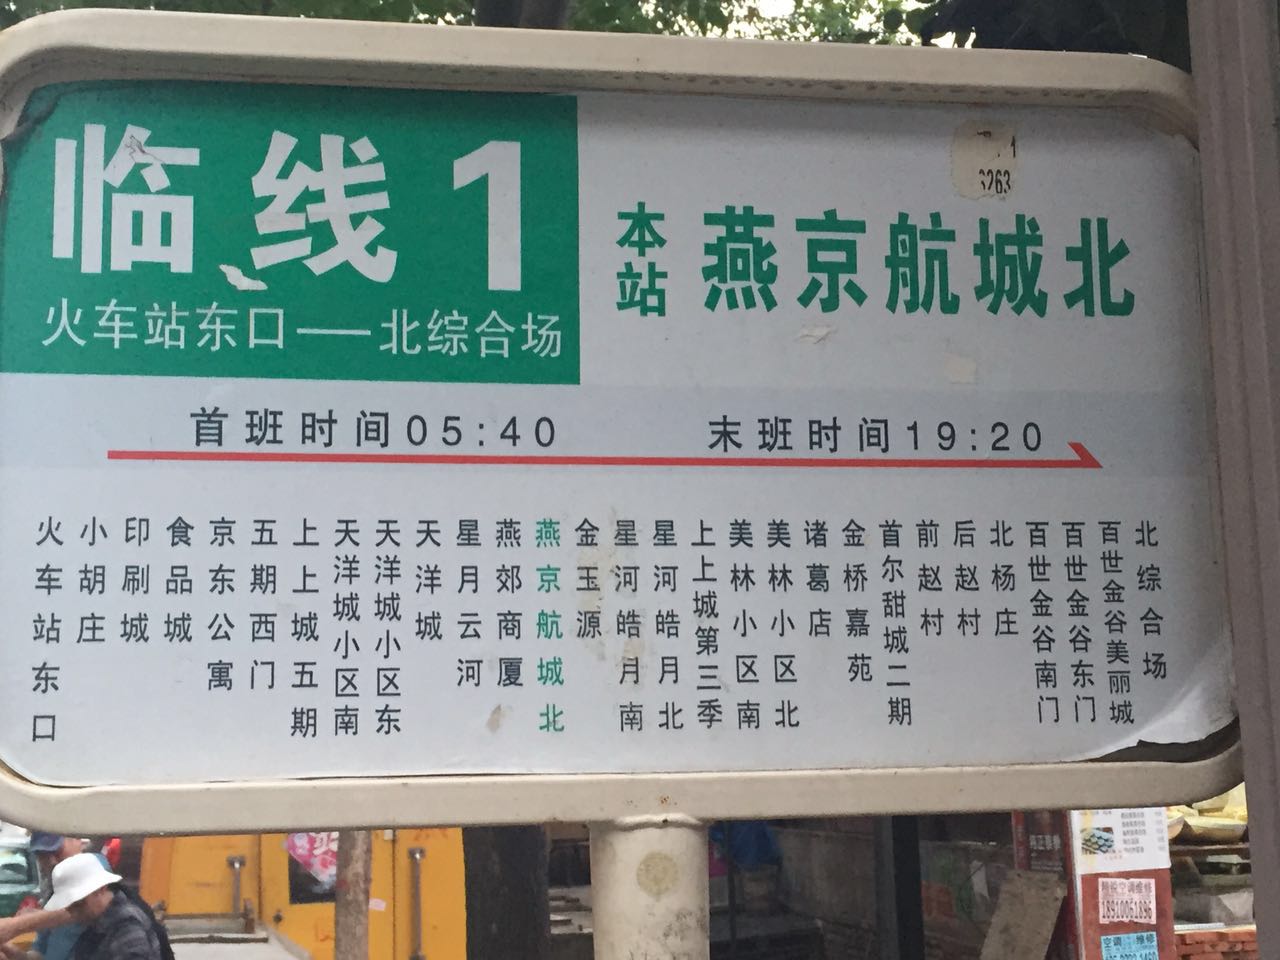 临线1
火车站东口——北综合场
本站 燕京航城北
首班时间05:40 末班时间19:20
火车站东口
小胡庄
印刷城
食品城
京东公寓
五期西门
上上城五期
天洋城小区南
天洋城小区东
天洋城
星月云河
燕郊商厦
燕京航城北
金玉源
星河皓月南
星河皓月北
上上城第三季
美林小区南
美林小区北
诸葛店
金桥嘉苑
首尔甜城二期
前赵村
后赵村
北杨庄
百世金谷南门
百世金谷东门
百世金谷美丽城
北综合场
6263
18910061896
空调 维修